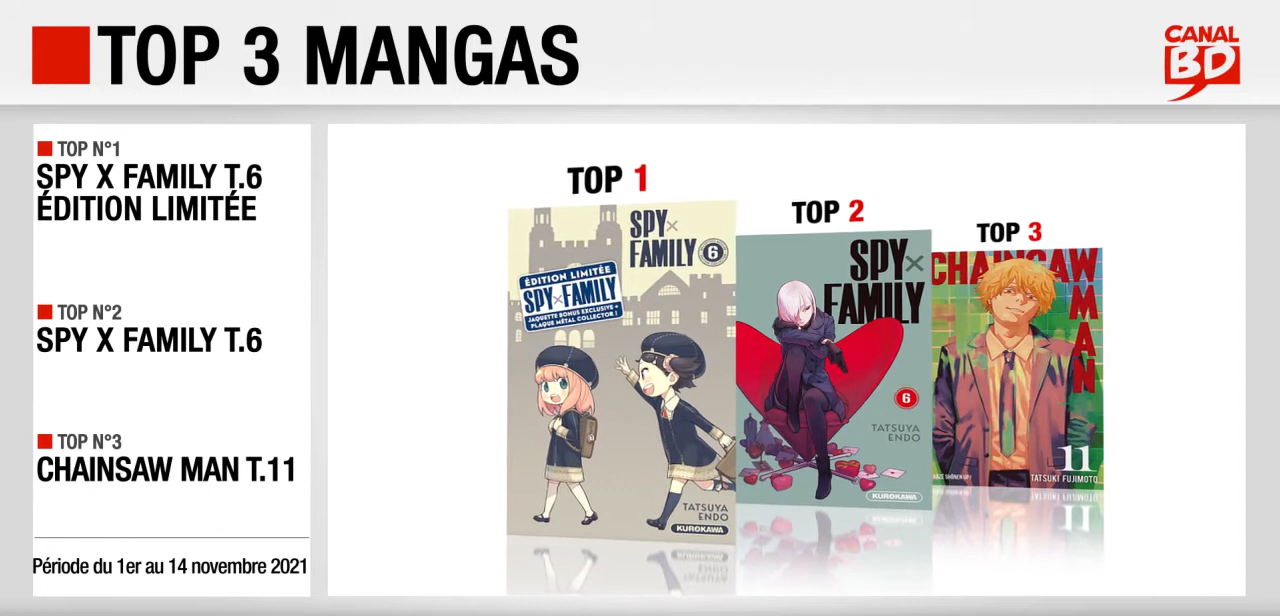 TOP 3 MANGAS
CANAL
BD
TOP N°1
SPY X FAMILY T.6
ÉDITION LIMITÉE
TOP N°2
SPY X FAMILY T.6
TOP N°3
CHAINSAW MAN T.11
Période du 1er au 14 novembre 2021
TOP 1
SPY×
FAMILY 6
ÉDITION LIMITÉE
SPY×FAMILY
JAQUETTE BONUS EXCLUSIVE +
PLAQUE MÉTAL COLLECTOR !
TATSUYA
ENDO
KUROKAWA
TOP 2
SPY×
FAMILY
6
TATSUYA
ENDO
KUROKAWA
TOP 3
CHAINSAW
MAN
11
TATSUKI FUJIMOTO